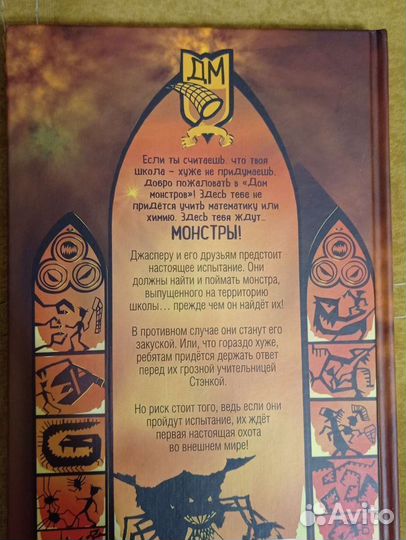 ДМ
Если ты считаешь, что твоя
школа – хуже не придумаешь,
добро пожаловать в «Дом
монстров»! Здесь тебе не
придётся учить математику или
химию. Здесь тебя ждут...
МОНСТРЫ!
Джасперу и его друзьям предстоит
настоящее испытание. Они
должны найти и поймать монстра,
выпущенного на территорию
школы... прежде чем он найдёт их!
В противном случае они станут его
закуской. Или, что гораздо хуже,
ребятам придётся держать ответ
перед их грозной учительницей
Стэнкой.
Но риск стоит того, ведь если они
пройдут испытание, их ждёт
первая настоящая охота
во внешнем мире!
Avito